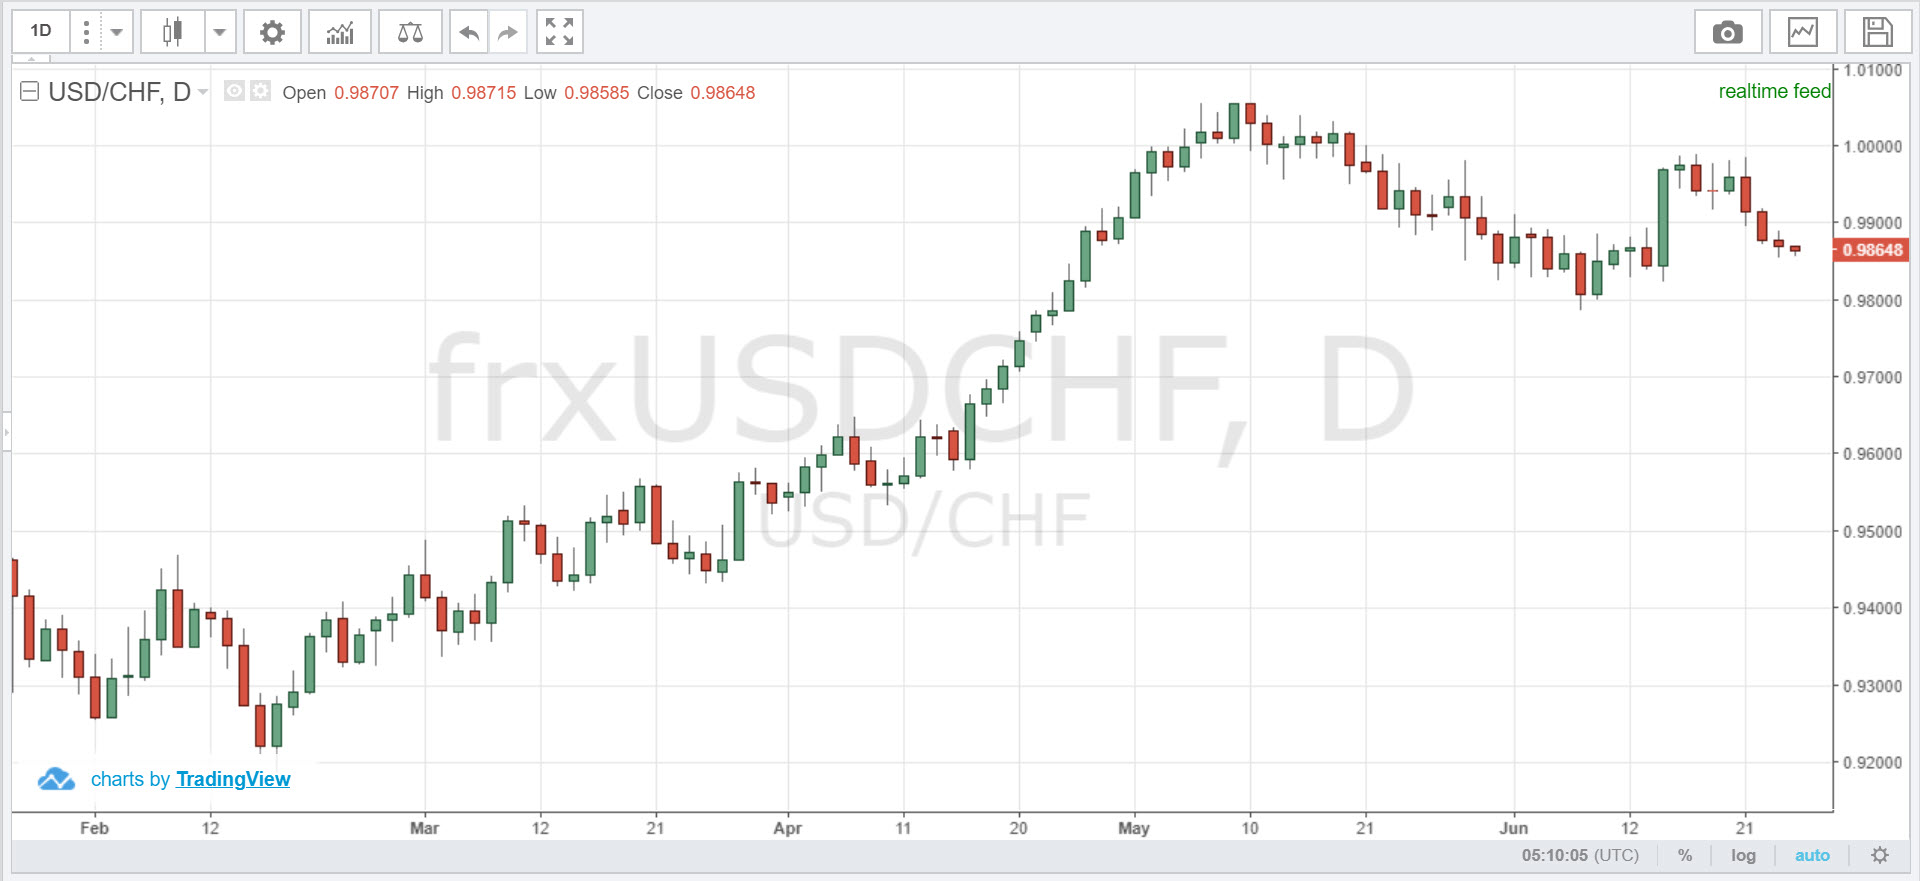 1D
USD/CHF, D Open 0.98707 High 0.98715 Low 0.98585 Close 0.98648
realtime feed
1.01000
1.00000
0.99000
0.98648
0.98000
0.97000
0.96000
0.95000
0.94000
0.93000
0.92000
frxUSDCHF, D
USD/CHF
charts by TradingView
Feb 12 Mar 12 21 Apr 11 20 May 10 21 Jun 12 21
05:10:05 (UTC) % log auto